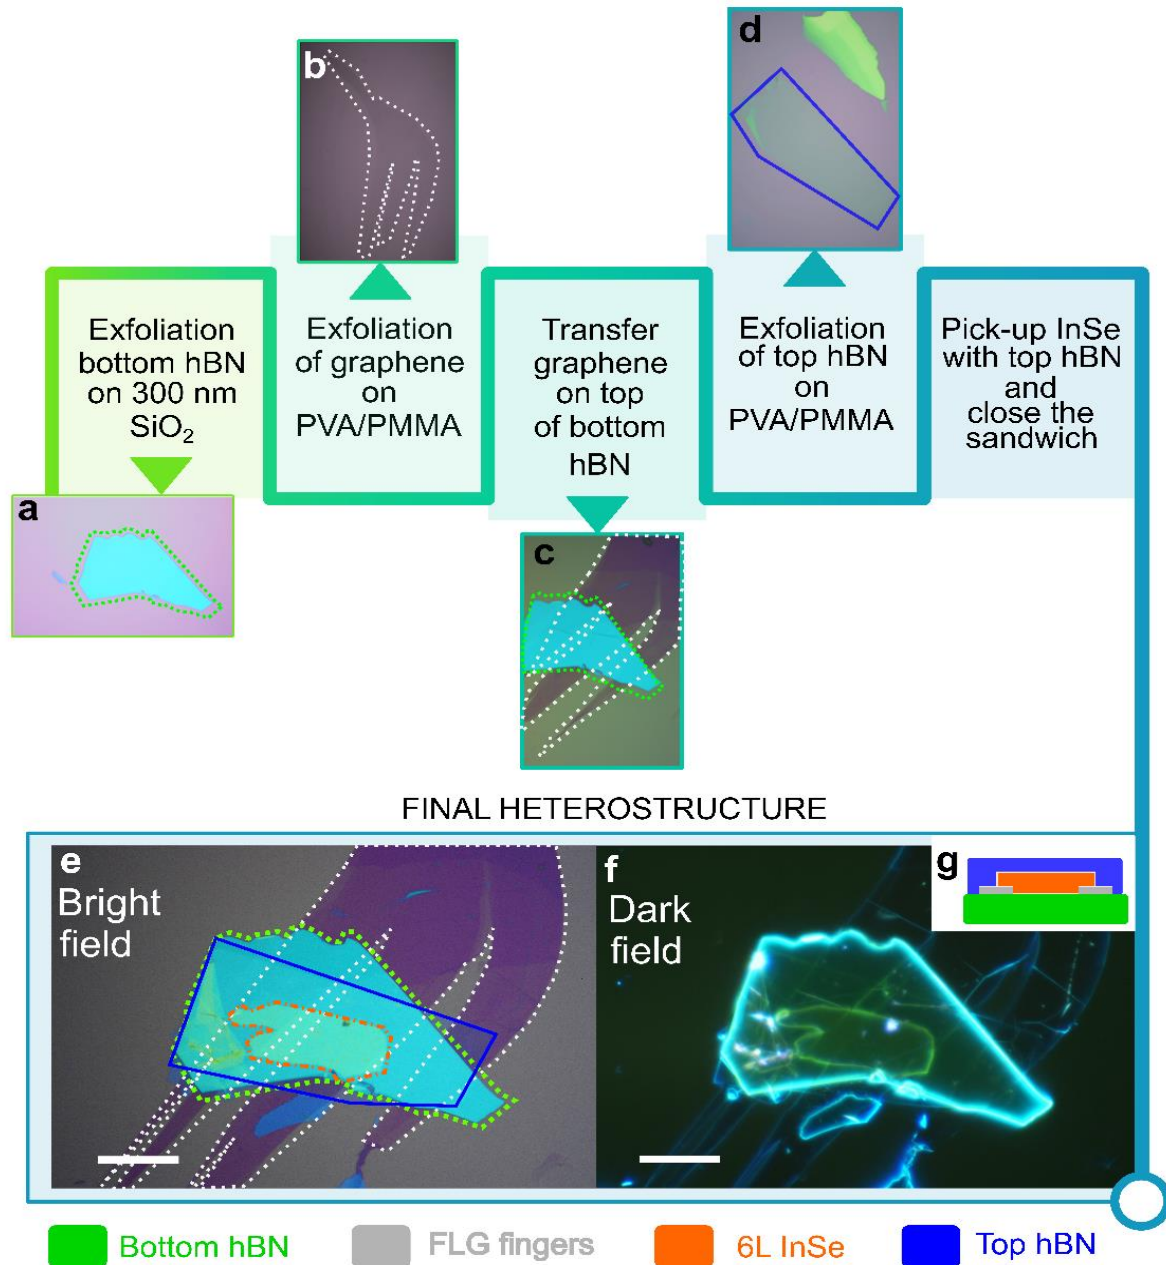 b
d
Exfoliation
bottom hBN
on 300 nm
SiO₂
Exfoliation
of graphene
on
PVA/PMMA
Transfer
graphene
on top
of bottom
hBN
Exfoliation
of top hBN
on
PVA/PMMA
Pick-up InSe
with top hBN
and
close the
sandwich
a
c
FINAL HETEROSTRUCTURE
e
Bright
field
f
Dark
field
g
Bottom hBN
FLG fingers
6L InSe
Top hBN